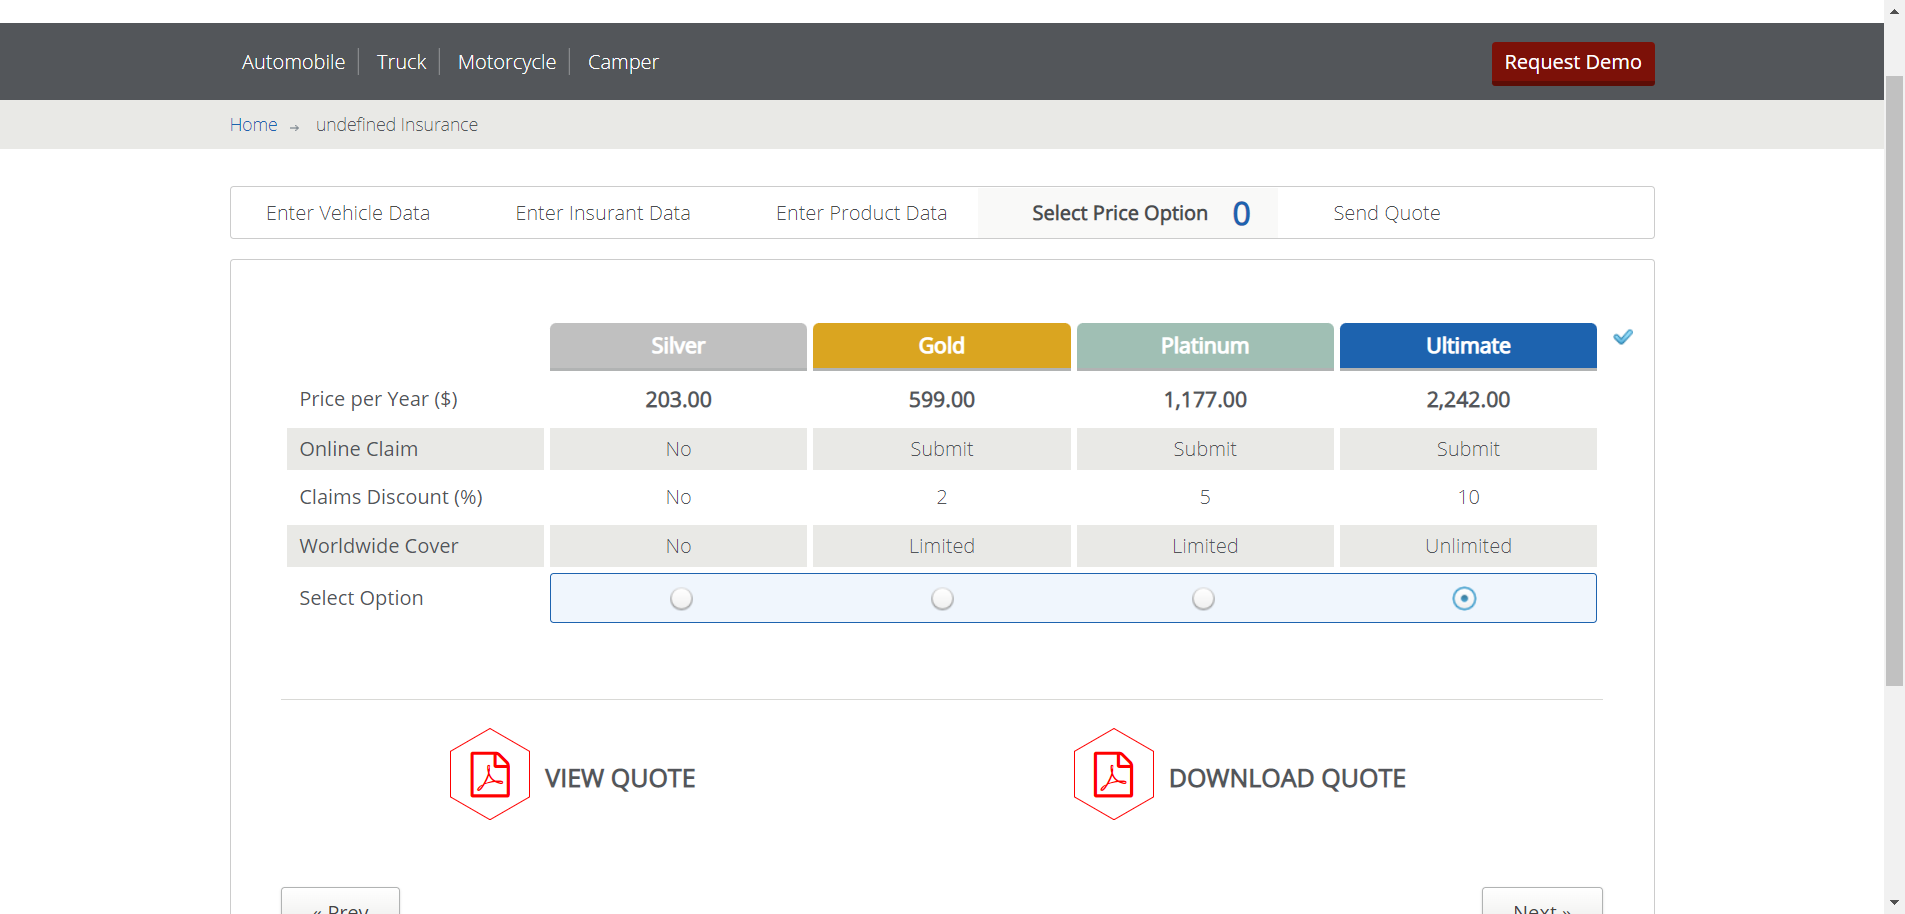 Automobile Truck Motorcycle Camper Request Demo
Home → undefined Insurance
Enter Vehicle Data Enter Insurant Data Enter Product Data Select Price Option 0 Send Quote
Silver Gold Platinum Ultimate
Price per Year ($) 203.00 599.00 1,177.00 2,242.00
Online Claim No Submit Submit Submit
Claims Discount (%) No 2 5 10
Worldwide Cover No Limited Limited Unlimited
Select Option
VIEW QUOTE DOWNLOAD QUOTE
« Prev Next »